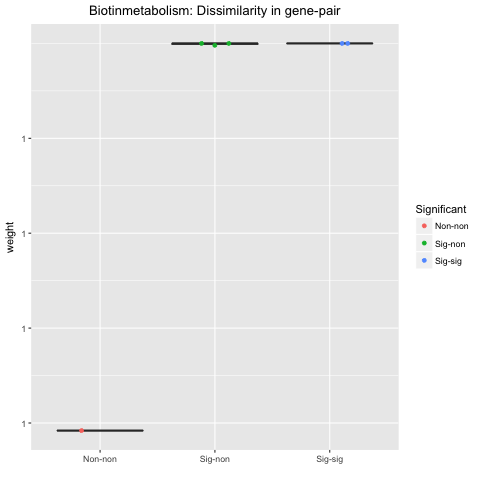 Biotinmetabolism: Dissimilarity in gene-pair
1
1
1
1
weight
Non-non
Sig-non
Sig-sig
Significant
Non-non
Sig-non
Sig-sig